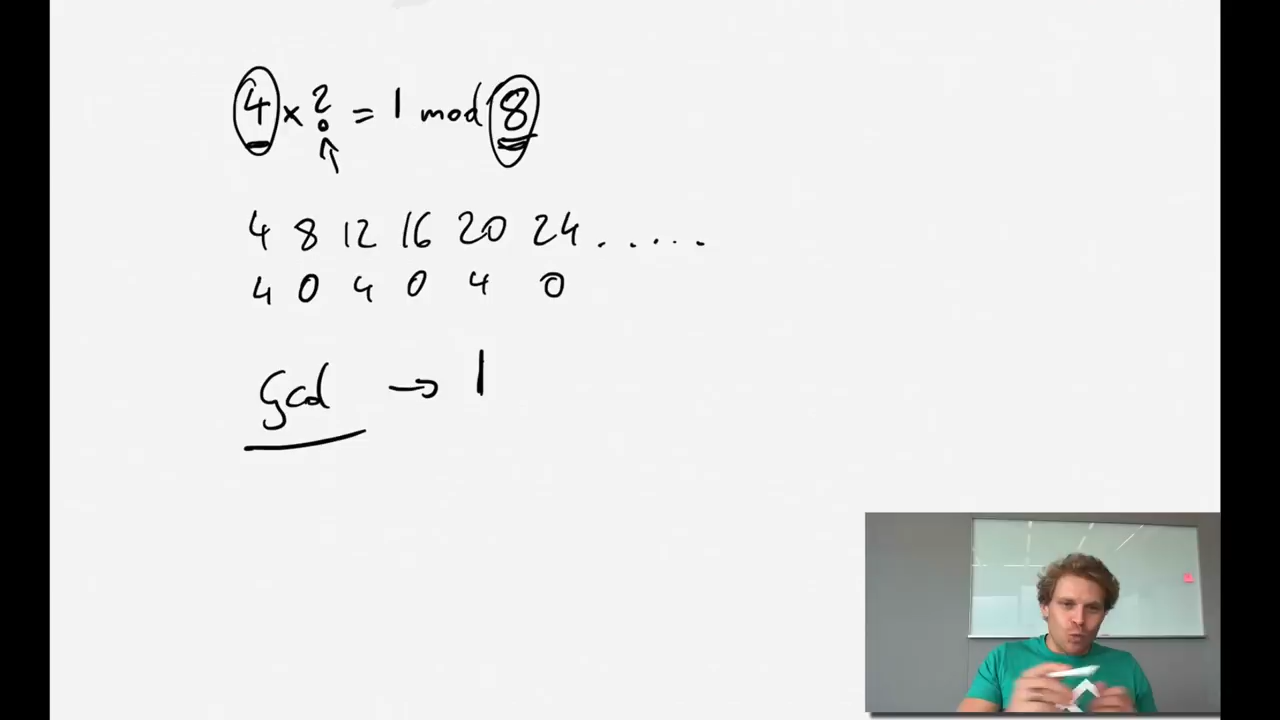 4 × ? = 1 mod 8
4 8 12 16 20 24 .....
4 0 4 0 4 0
gcd → 1